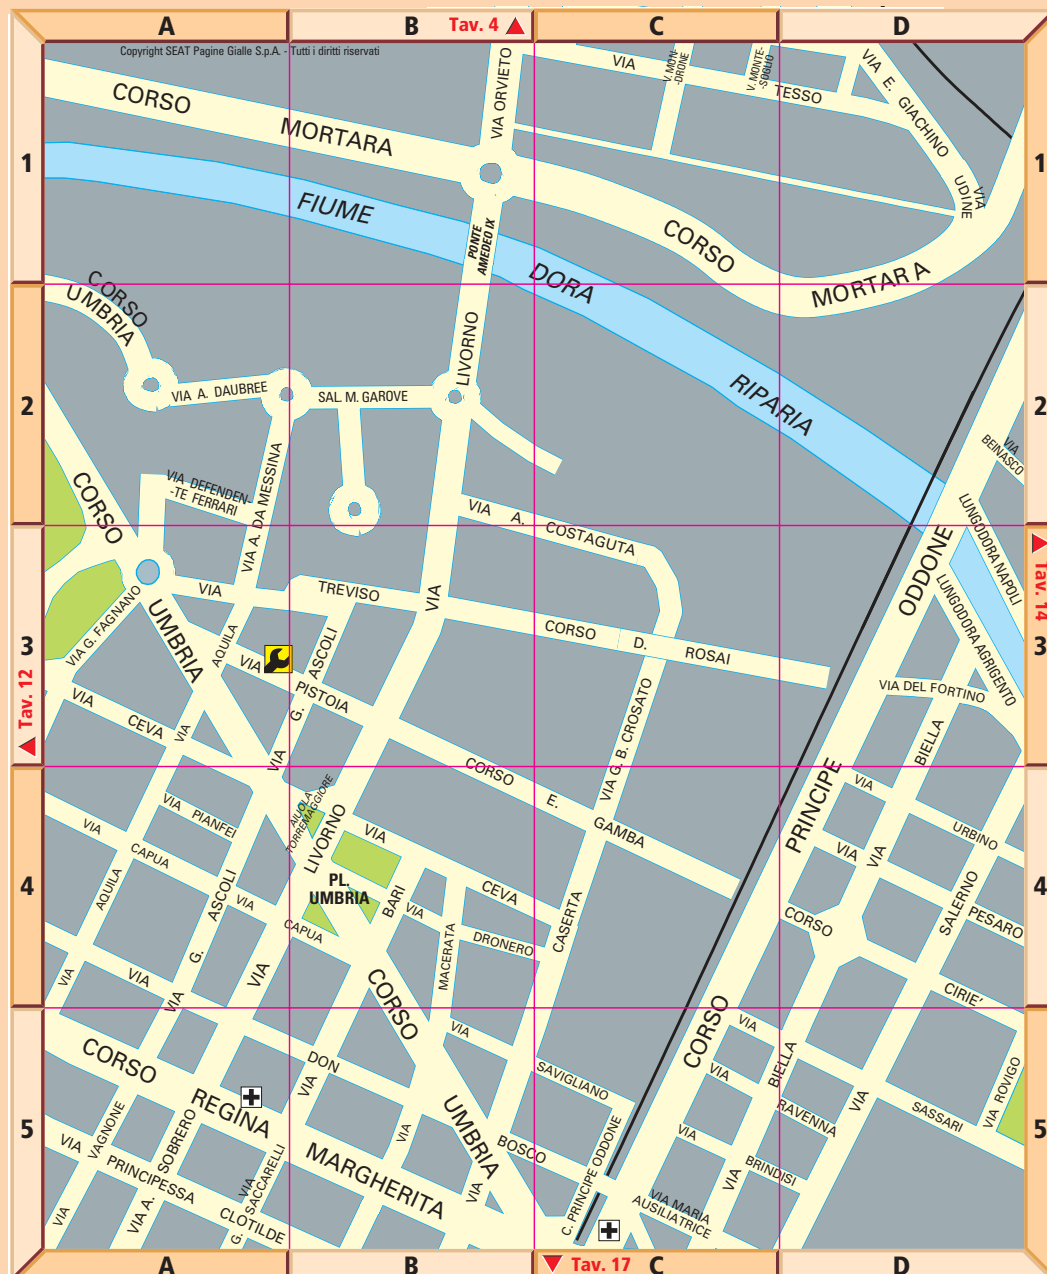 A
B
Tav. 4
C
D
Copyright SEAT Pagine Gialle S.p.A. - Tutti i diritti riservati
1
1
CORSO
MORTARA
VIA ORVIETO
VIA
TESSO
V. MON-
-DRONE
V. MONTE-
-SOGLIO
VIA E. GIACHINO
VIA
UDINE
FIUME
DORA
RIPARIA
PONTE
AMEDEO IX
CORSO
MORTARA
2
2
CORSO
UMBRIA
VIA A. DAUBREE
SAL. M. GAROVE
LIVORNO
VIA
BEINASCO
CORSO
VIA DEFENDEN-
-TE FERRARI
VIA A. DA MESSINA
VIA A. COSTAGUTA
LUNGODORA NAPOLI
3
3
Tav. 12
Tav. 14
VIA
TREVISO
VIA
CORSO D. ROSAI
ODDONE
LUNGODORA AGRIGENTO
VIA G. FAGNANO
UMBRIA
AQUILA
VIA
PISTOIA
ASCOLI
G.
VIA
VIA G. B. CROSATO
VIA DEL FORTINO
BIELLA
VIA
CEVA
VIA
4
4
CORSO E. GAMBA
PRINCIPE
VIA
URBINO
VIA
PIANFEI
AIUOLA
TORREMAGGIORE
LIVORNO
VIA
CEVA
VIA
PESARO
VIA
VIA
CAPUA
VIA
CAPUA
AQUILA
ASCOLI
G.
PL.
UMBRIA
BARI
VIA
DRONERO
MACERATA
CASERTA
CORSO
CIRIE'
SALERNO
VIA
VIA
VIA
VIA
CORSO
5
5
CORSO
REGINA
MARGHERITA
DON
BOSCO
VIA
VIA
SAVIGLIANO
UMBRIA
VIA
VIA
CORSO
VIA
SASSARI
VIA
RAVENNA
BIELLA
VIA
VIA
VIA
BRINDISI
VIA ROVIGO
VIA
PRINCIPESSA
CLOTILDE
VAGNONE
VIA
SOBRERO
VIA A.
VIA
SACCARELLI
G.
C. PRINCIPE ODDONE
VIA MARIA
AUSILIATRICE
A
B
Tav. 17
C
D